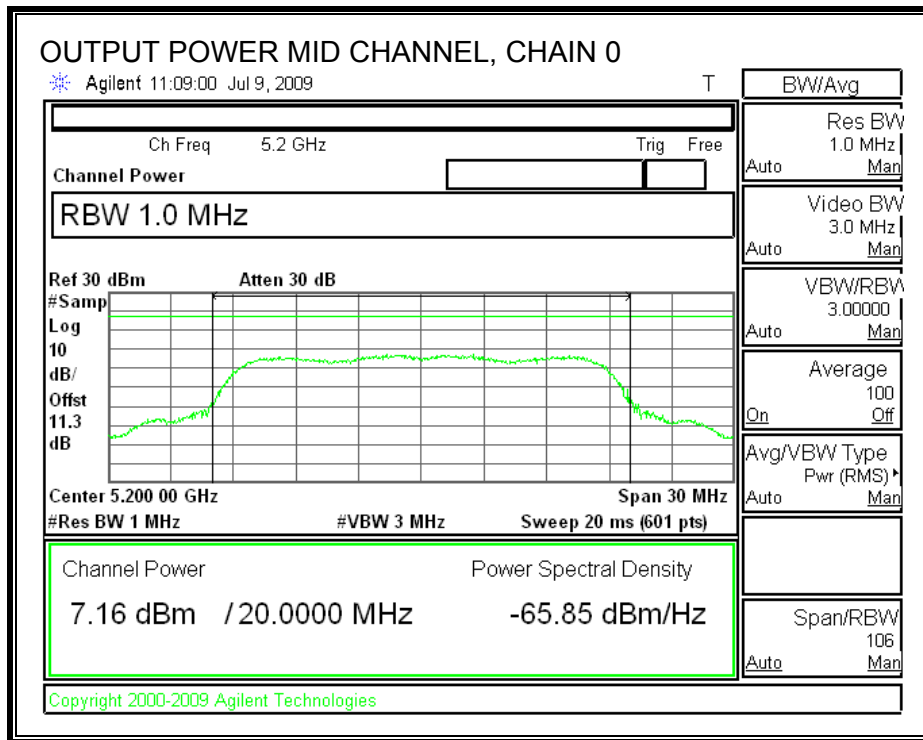 OUTPUT POWER MID CHANNEL, CHAIN 0
Agilent 11:09:00 Jul 9, 2009 T
Ch Freq 5.2 GHz Trig Free
Channel Power
RBW 1.0 MHz
Ref 30 dBm Atten 30 dB
#Samp
Log
10
dB/
Offst
11.3
dB
Center 5.200 00 GHz Span 30 MHz
#Res BW 1 MHz #VBW 3 MHz Sweep 20 ms (601 pts)
Channel Power Power Spectral Density
7.16 dBm / 20.0000 MHz -65.85 dBm/Hz
Copyright 2000-2009 Agilent Technologies
BW/Avg
Res BW
1.0 MHz
Auto Man
Video BW
3.0 MHz
Auto Man
VBW/RBW
3.00000
Auto Man
Average
100
On Off
Avg/VBW Type
Pwr (RMS)
Auto Man
Span/RBW
106
Auto Man